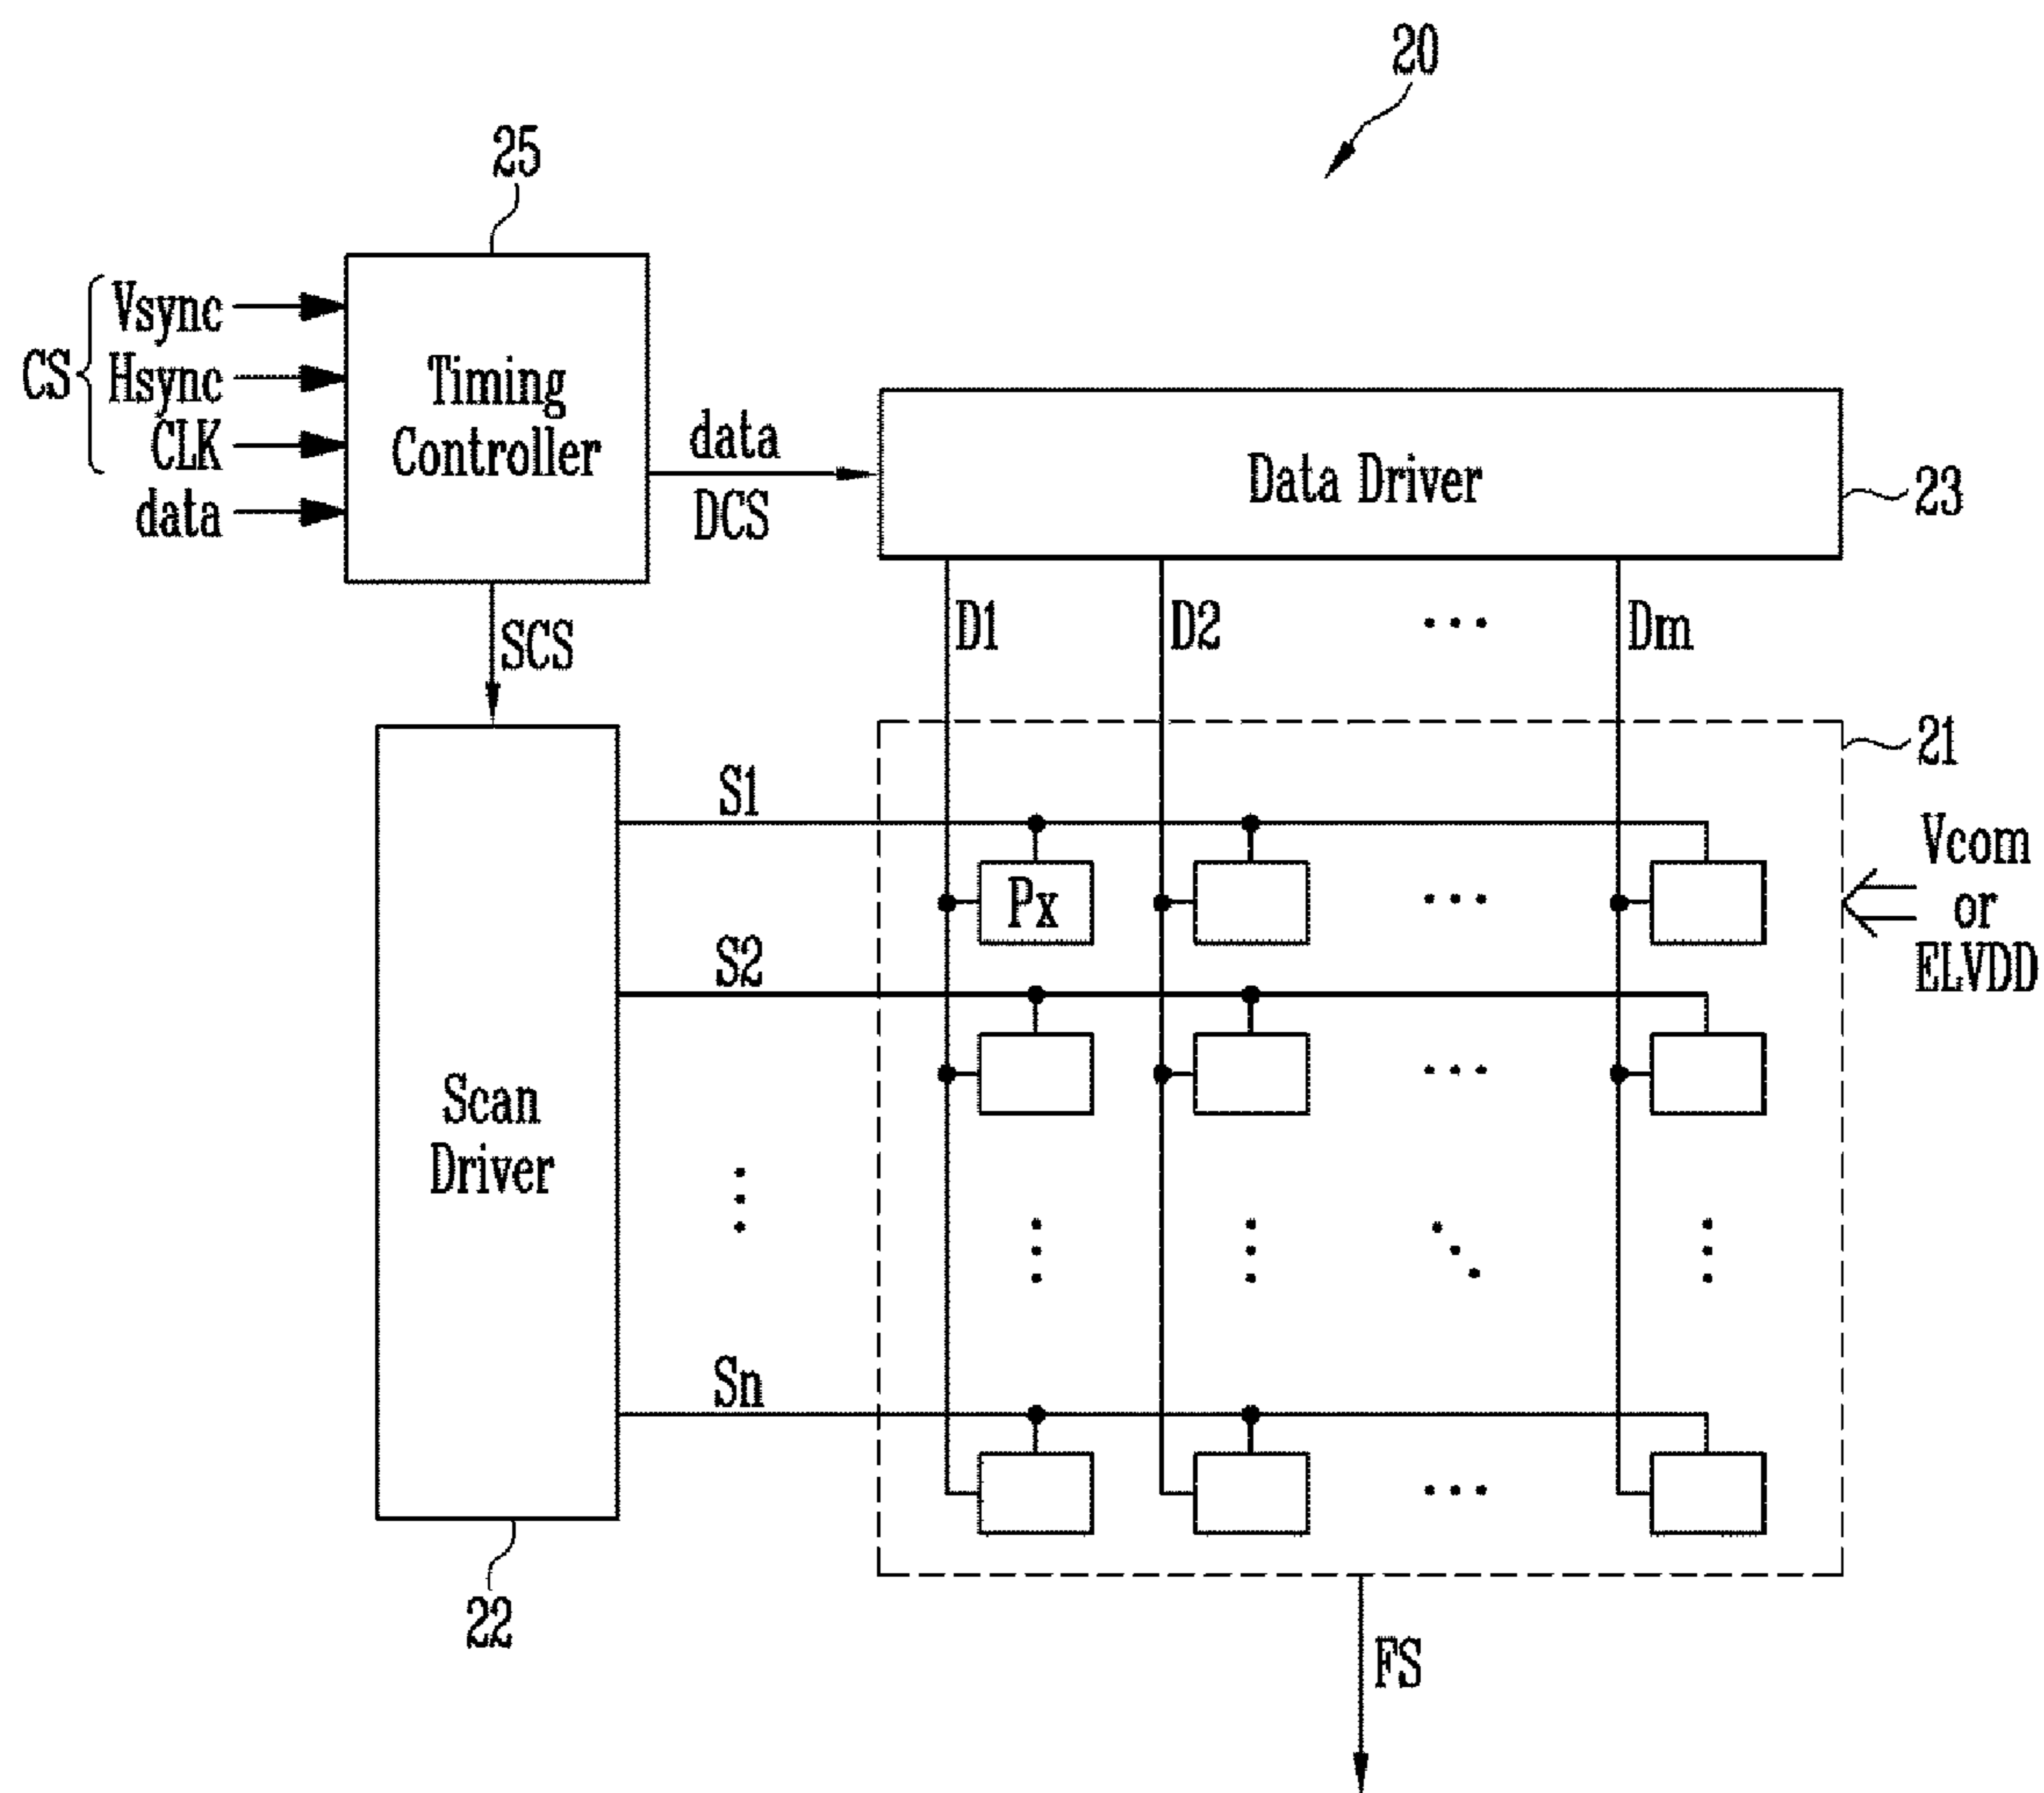 20
25
Vsync
Hsync
CLK
CS
data
Timing
Controller
data
DCS
Data Driver
23
SCS
D1
D2
Dm
21
S1
Px
Vcom
or
ELVDD
S2
Scan
Driver
Sn
22
FS